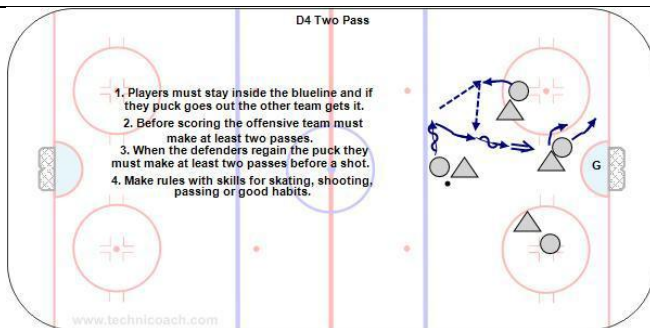 D4 Two Pass
1. Players must stay inside the blueline and if
they puck goes out the other team gets it.
2. Before scoring the offensive team must
make at least two passes.
3. When the defenders regain the puck they
must make at least two passes before a shot.
4. Make rules with skills for skating, shooting,
passing or good habits.
G
www.technicoach.com